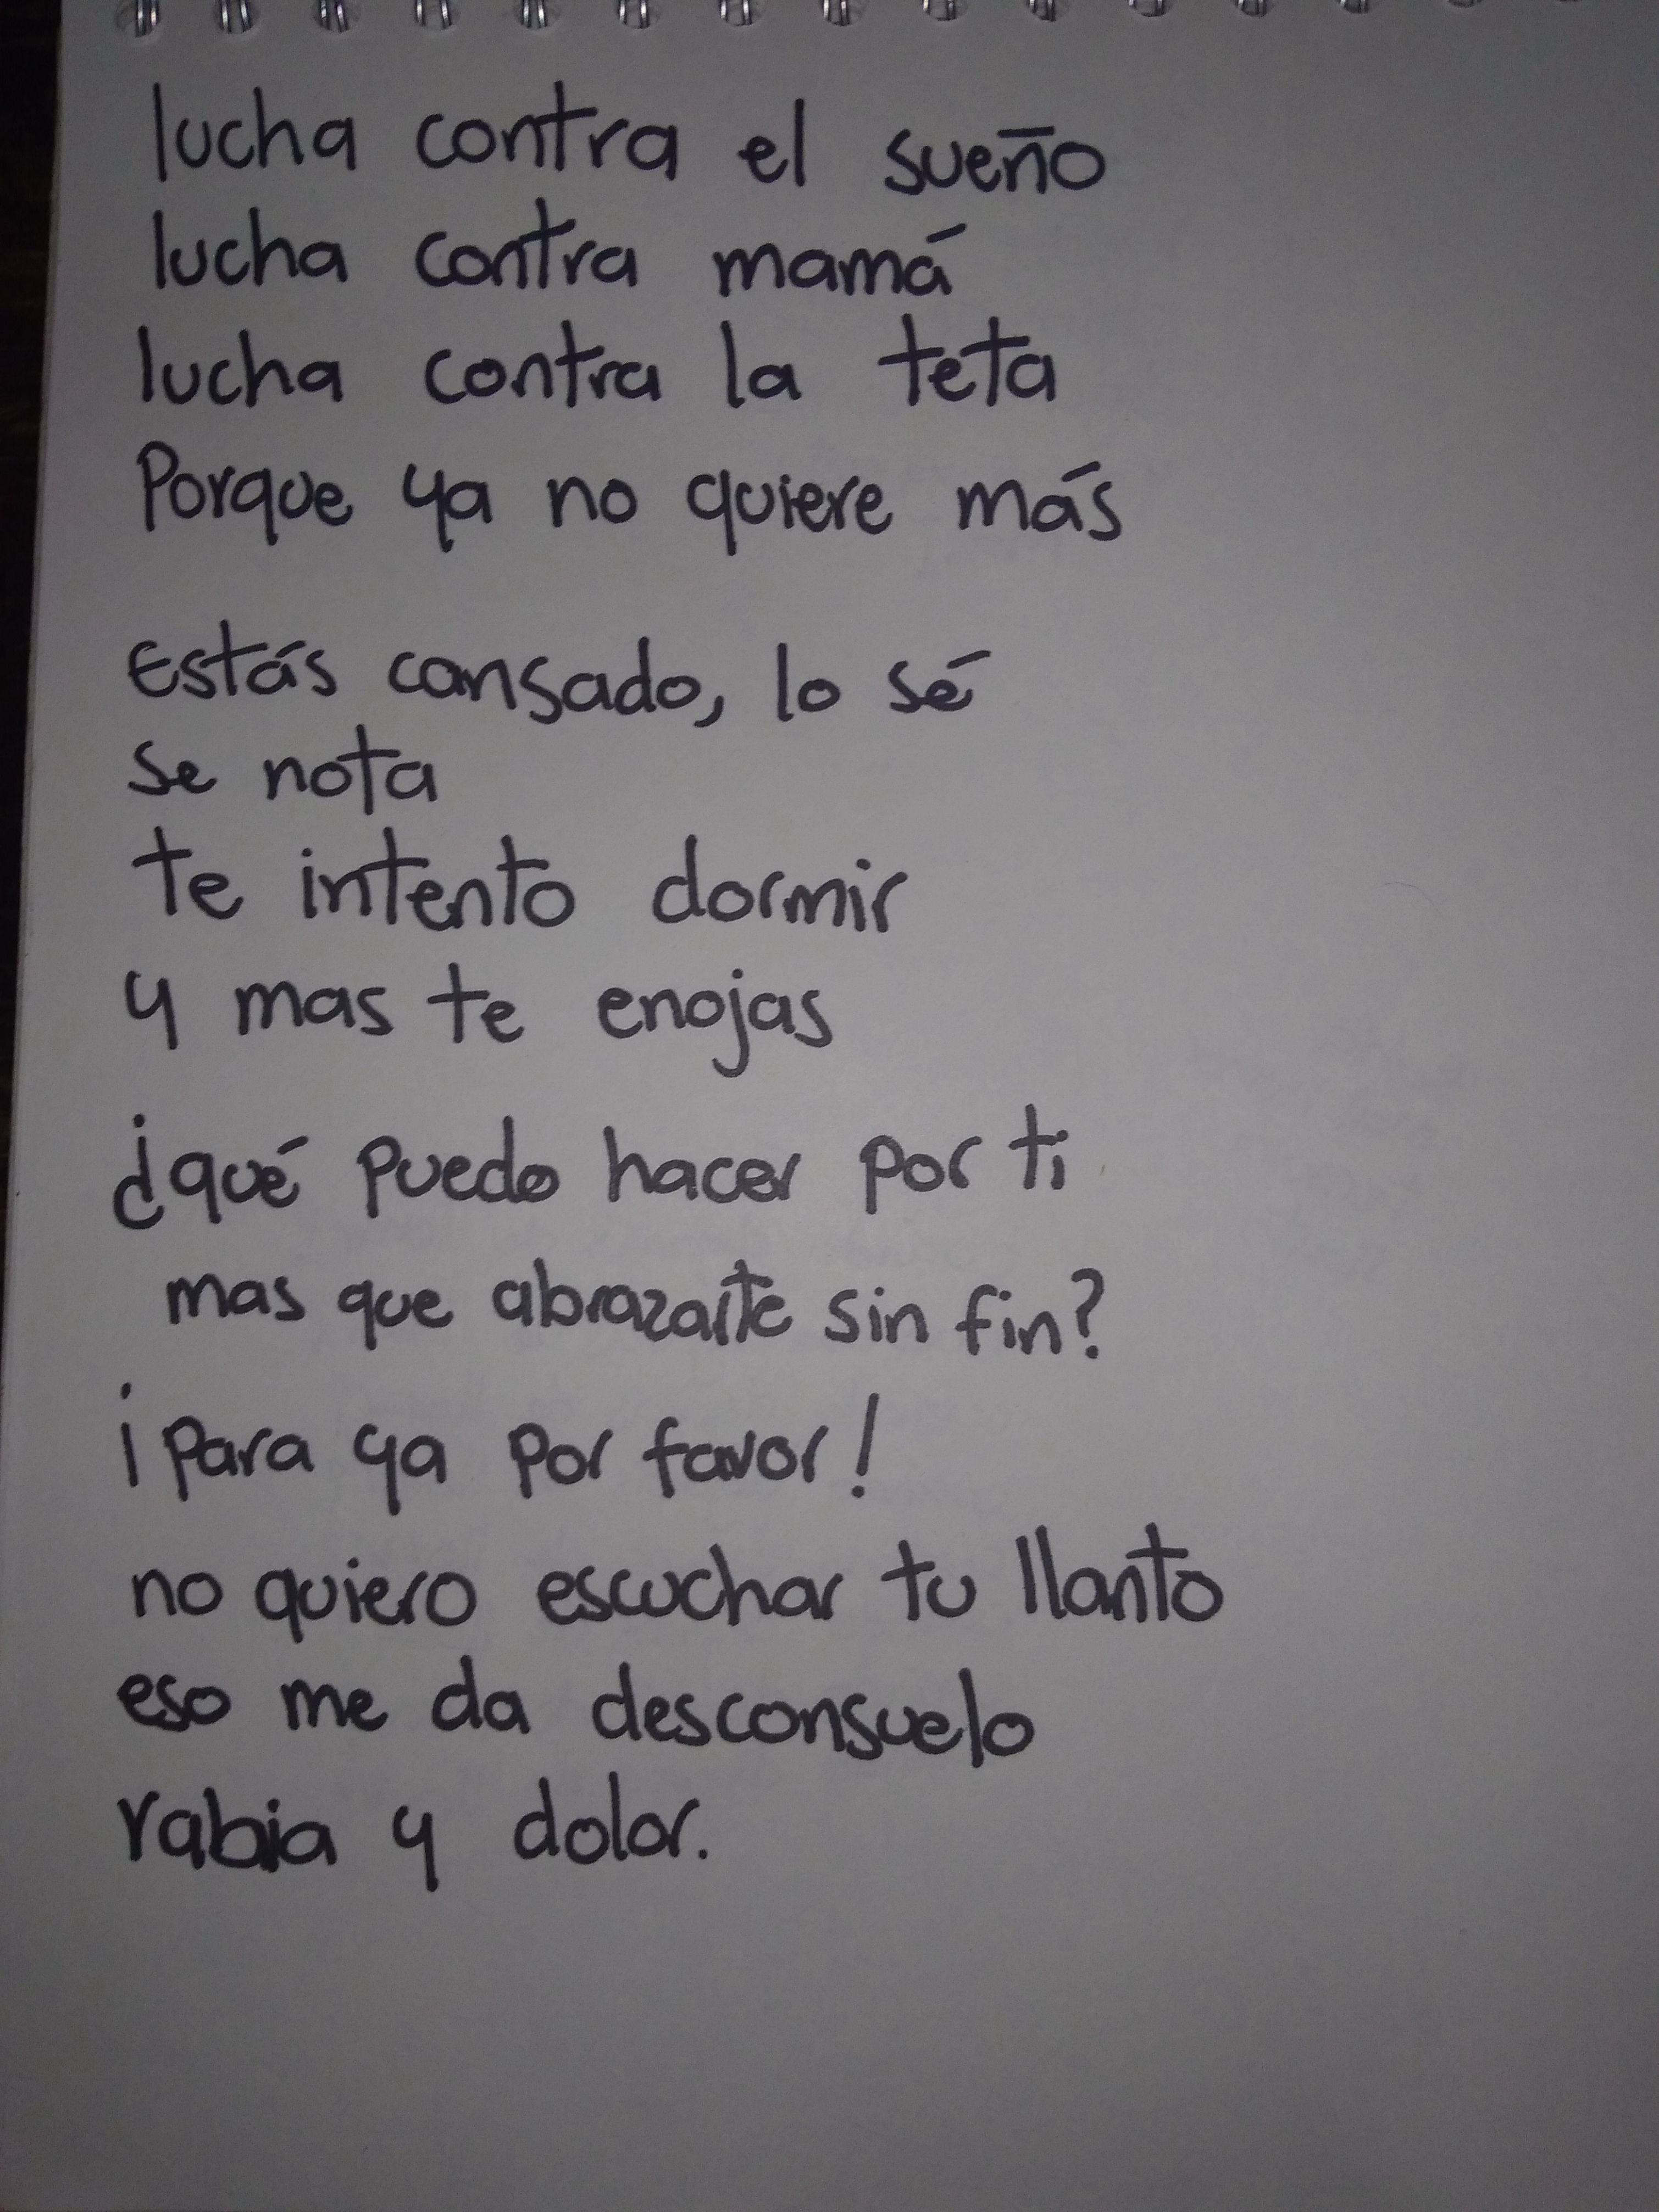 lucha contra el sueño
lucha contra mamá
lucha contra la teta
Porque ya no quiere más
Estás cansado, lo sé
se nota
te intento dormir
y mas te enojas
¿qué puedo hacer por ti
mas que abrazarte sin fin?
¡Para ya por favor!
no quiero escuchar tu llanto
eso me da desconsuelo
rabia y dolor.